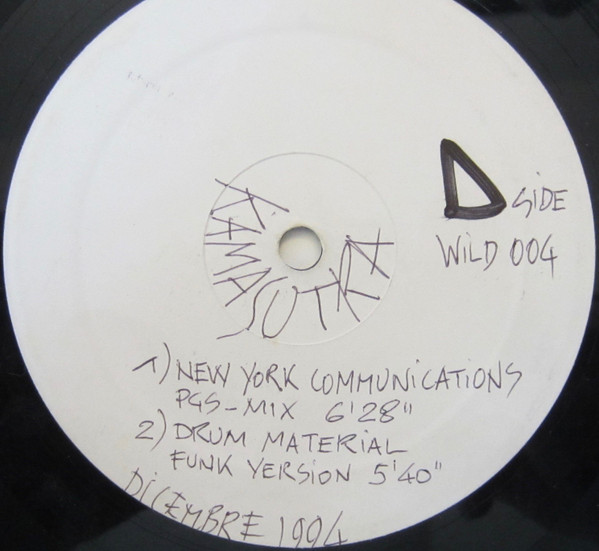 D SiDE
WiLD 004
KAMASUTRA
1) NEW YORK COMMUNiCATiONS
PGS-MIX 6'28"
2) DRUM MATERiAL
FUNK VERSiON 5'40"
DiCEMBRE 1994